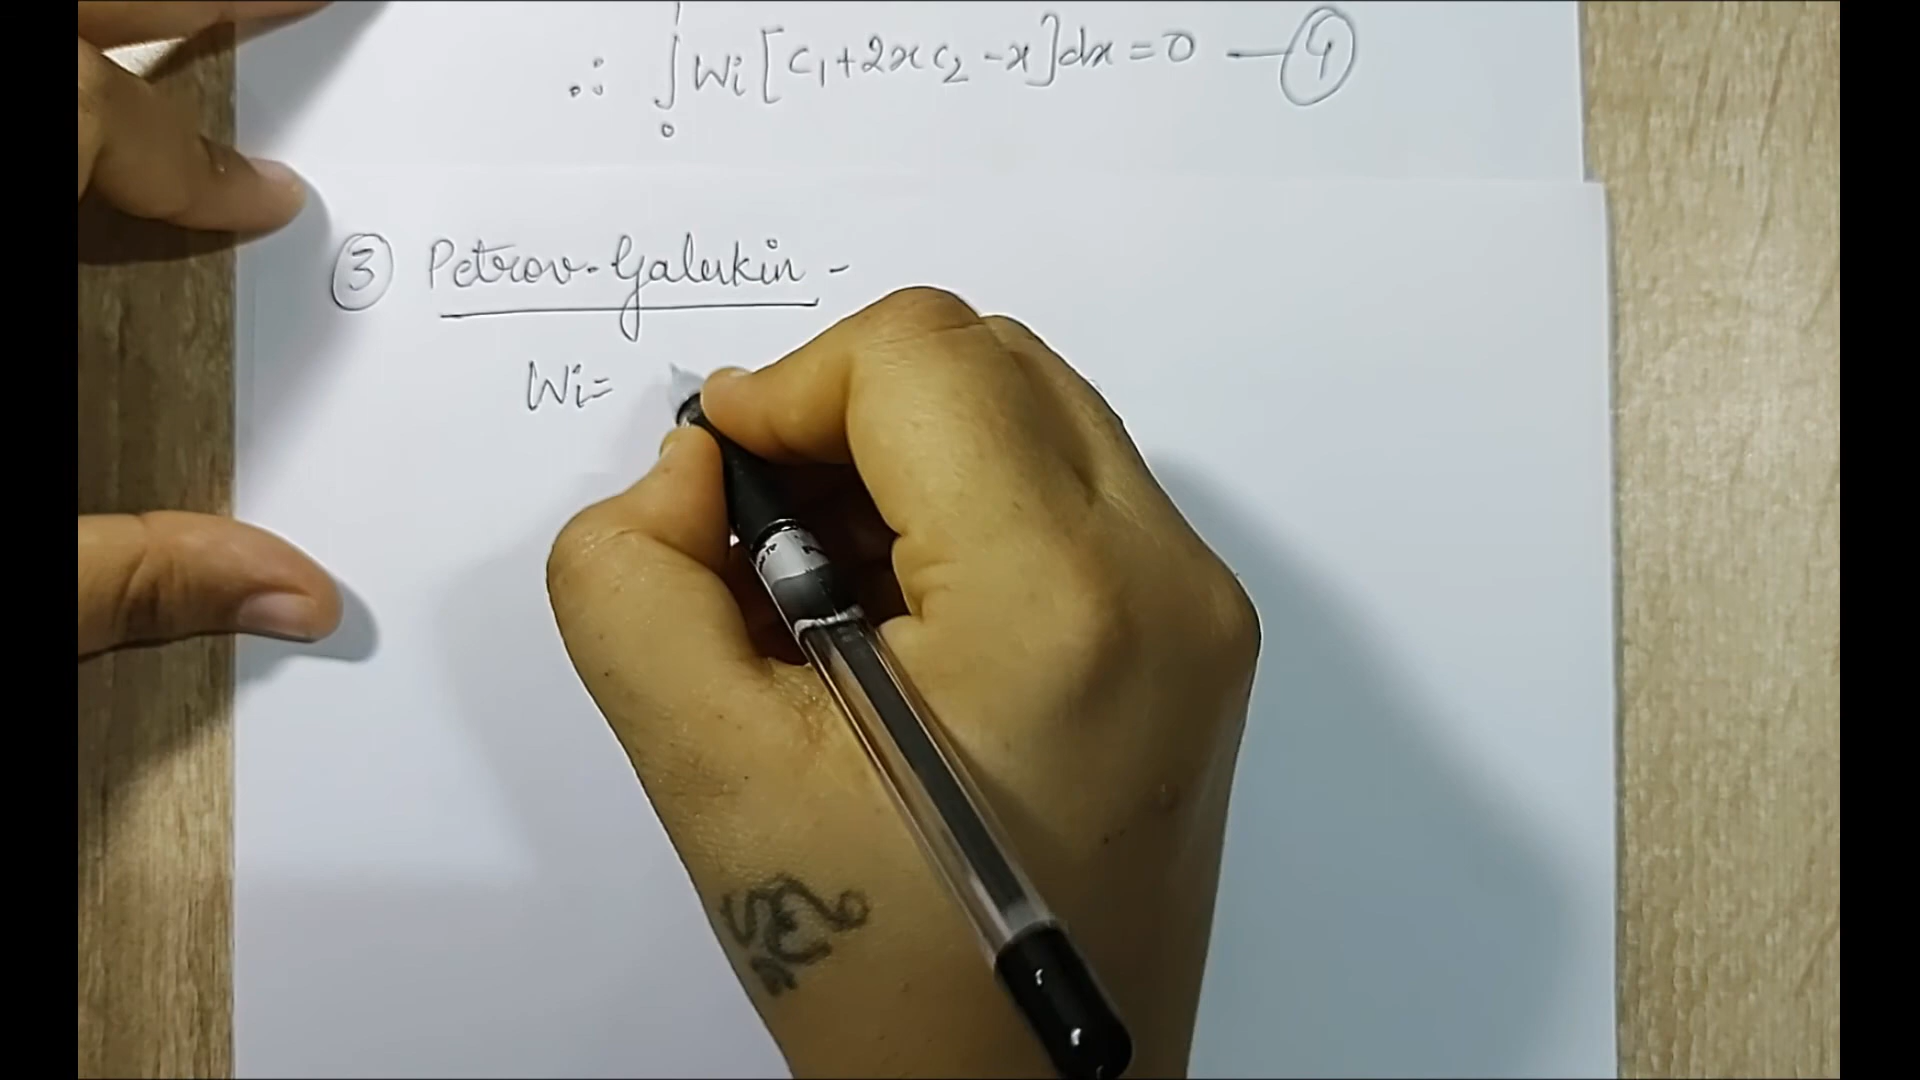 ∴ ∫₀ Wi [c₁+2xc₂-x]dx=0 — ④
③ Petrov-Galerkin -
Wi=